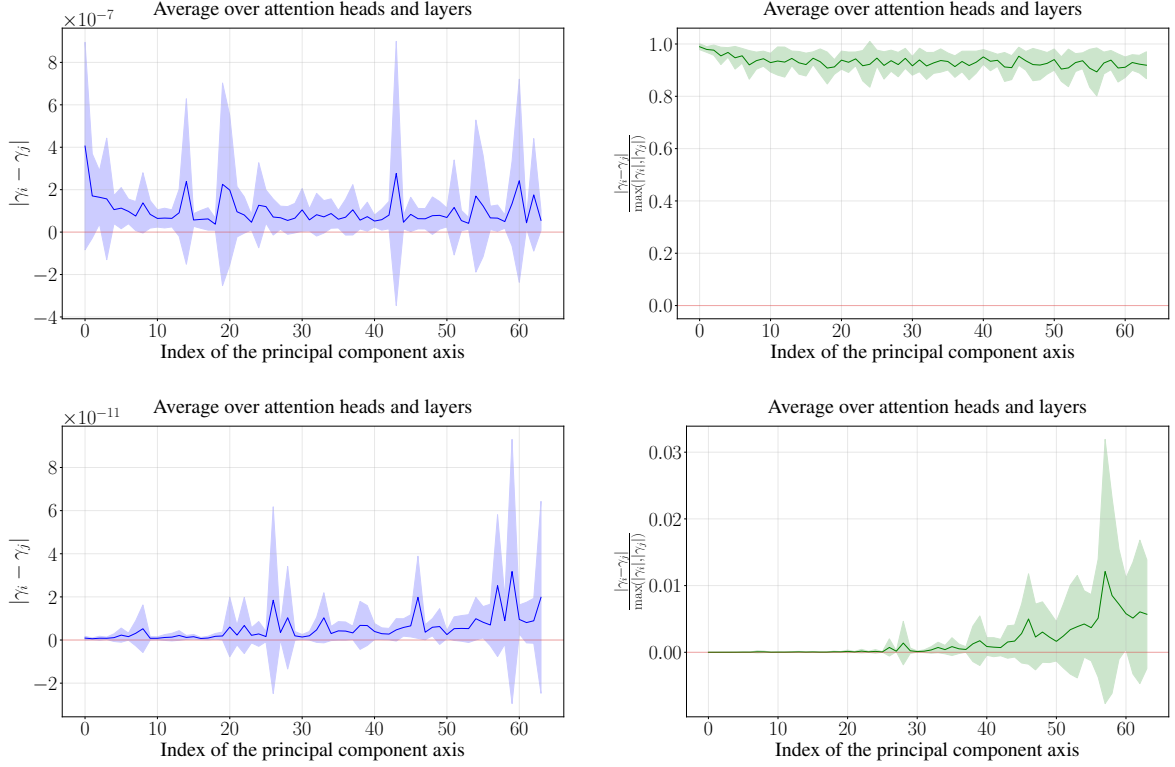 Average over attention heads and layers
×10⁻⁷
8
6
4
2
0
−2
−4
|γᵢ − γⱼ|
0 10 20 30 40 50 60
Index of the principal component axis
Average over attention heads and layers
1.0
0.8
0.6
0.4
0.2
0.0
|γᵢ−γⱼ|
max(|γᵢ|,|γⱼ|)
0 10 20 30 40 50 60
Index of the principal component axis
Average over attention heads and layers
×10⁻¹¹
8
6
4
2
0
−2
|γᵢ − γⱼ|
0 10 20 30 40 50 60
Index of the principal component axis
Average over attention heads and layers
0.03
0.02
0.01
0.00
|γᵢ−γⱼ|
max(|γᵢ|,|γⱼ|)
0 10 20 30 40 50 60
Index of the principal component axis